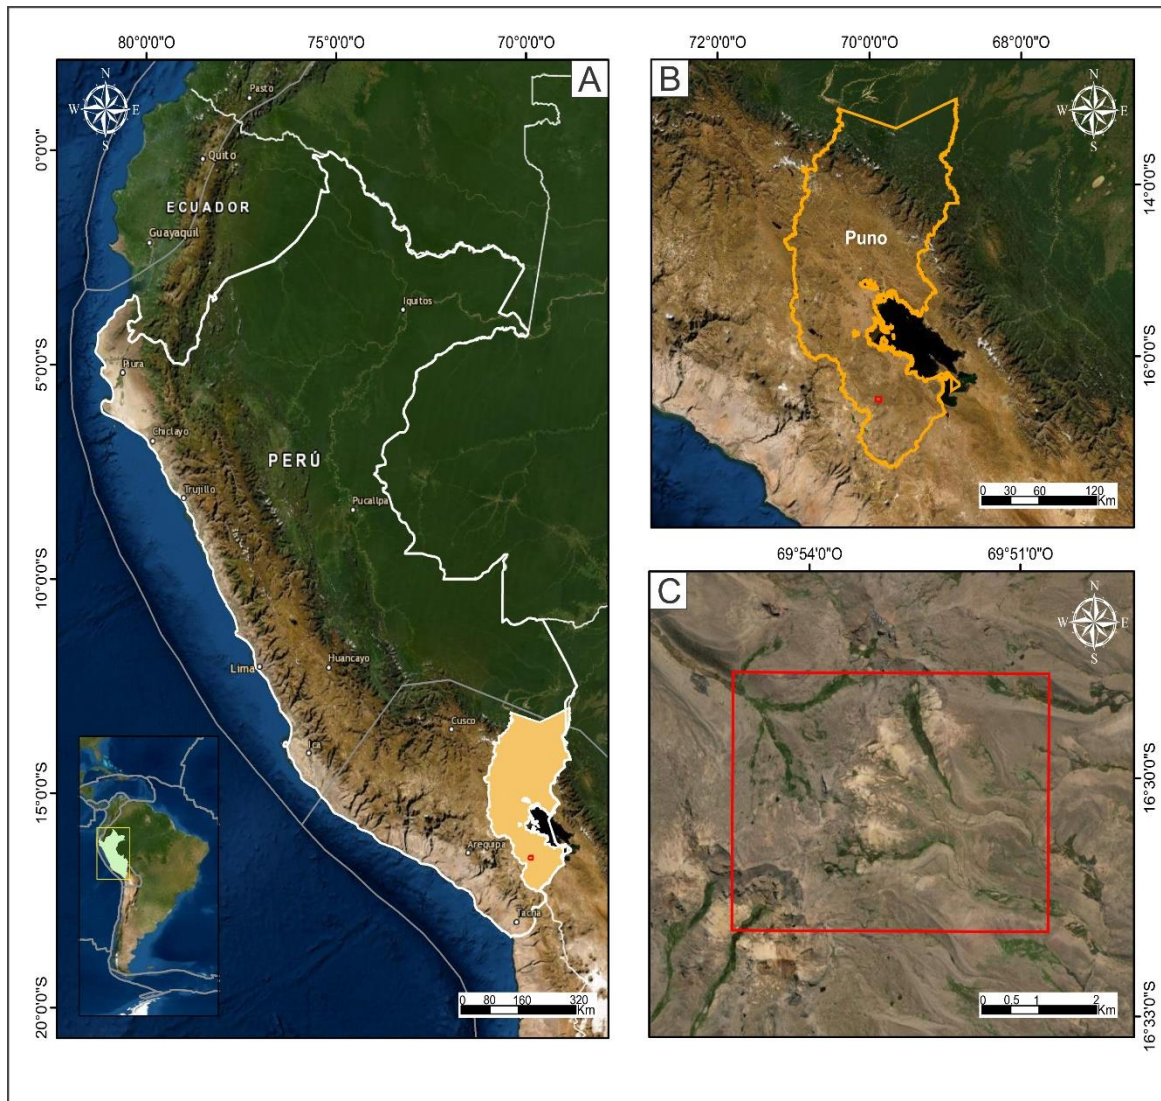 80°0'0"O 75°0'0"O 70°0'0"O
A
N
W E
S
Pasto
0°0'0"
Quito
ECUADOR
Guayaquil
Iquitos
5°0'0"S
Piura
Chiclayo
PERÚ
Trujillo
Pucallpa
10°0'0"S
Lima
Huancayo
Cusco
Ica
15°0'0"S
Arequipa
Tacna
20°0'0"S
0 80 160 320
Km
72°0'0"O 70°0'0"O 68°0'0"O
B
N
W E
S
14°0'0"S
Puno
16°0'0"S
0 30 60 120
Km
69°54'0"O 69°51'0"O
C
N
W E
S
16°30'0"S
16°33'0"S
0 0.5 1 2
Km